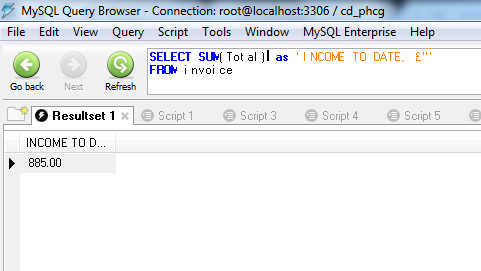 MySQL Query Browser - Connection: root@localhost:3306 / cd_phcg
File Edit View Query Script Tools Window MySQL Enterprise Help
SELECT SUM(Total) as 'INCOME TO DATE, £"'
FROM invoice
Go back Next Refresh
Resultset 1 Script 1 Script 3 Script 4 Script 5
INCOME TO D...
885.00